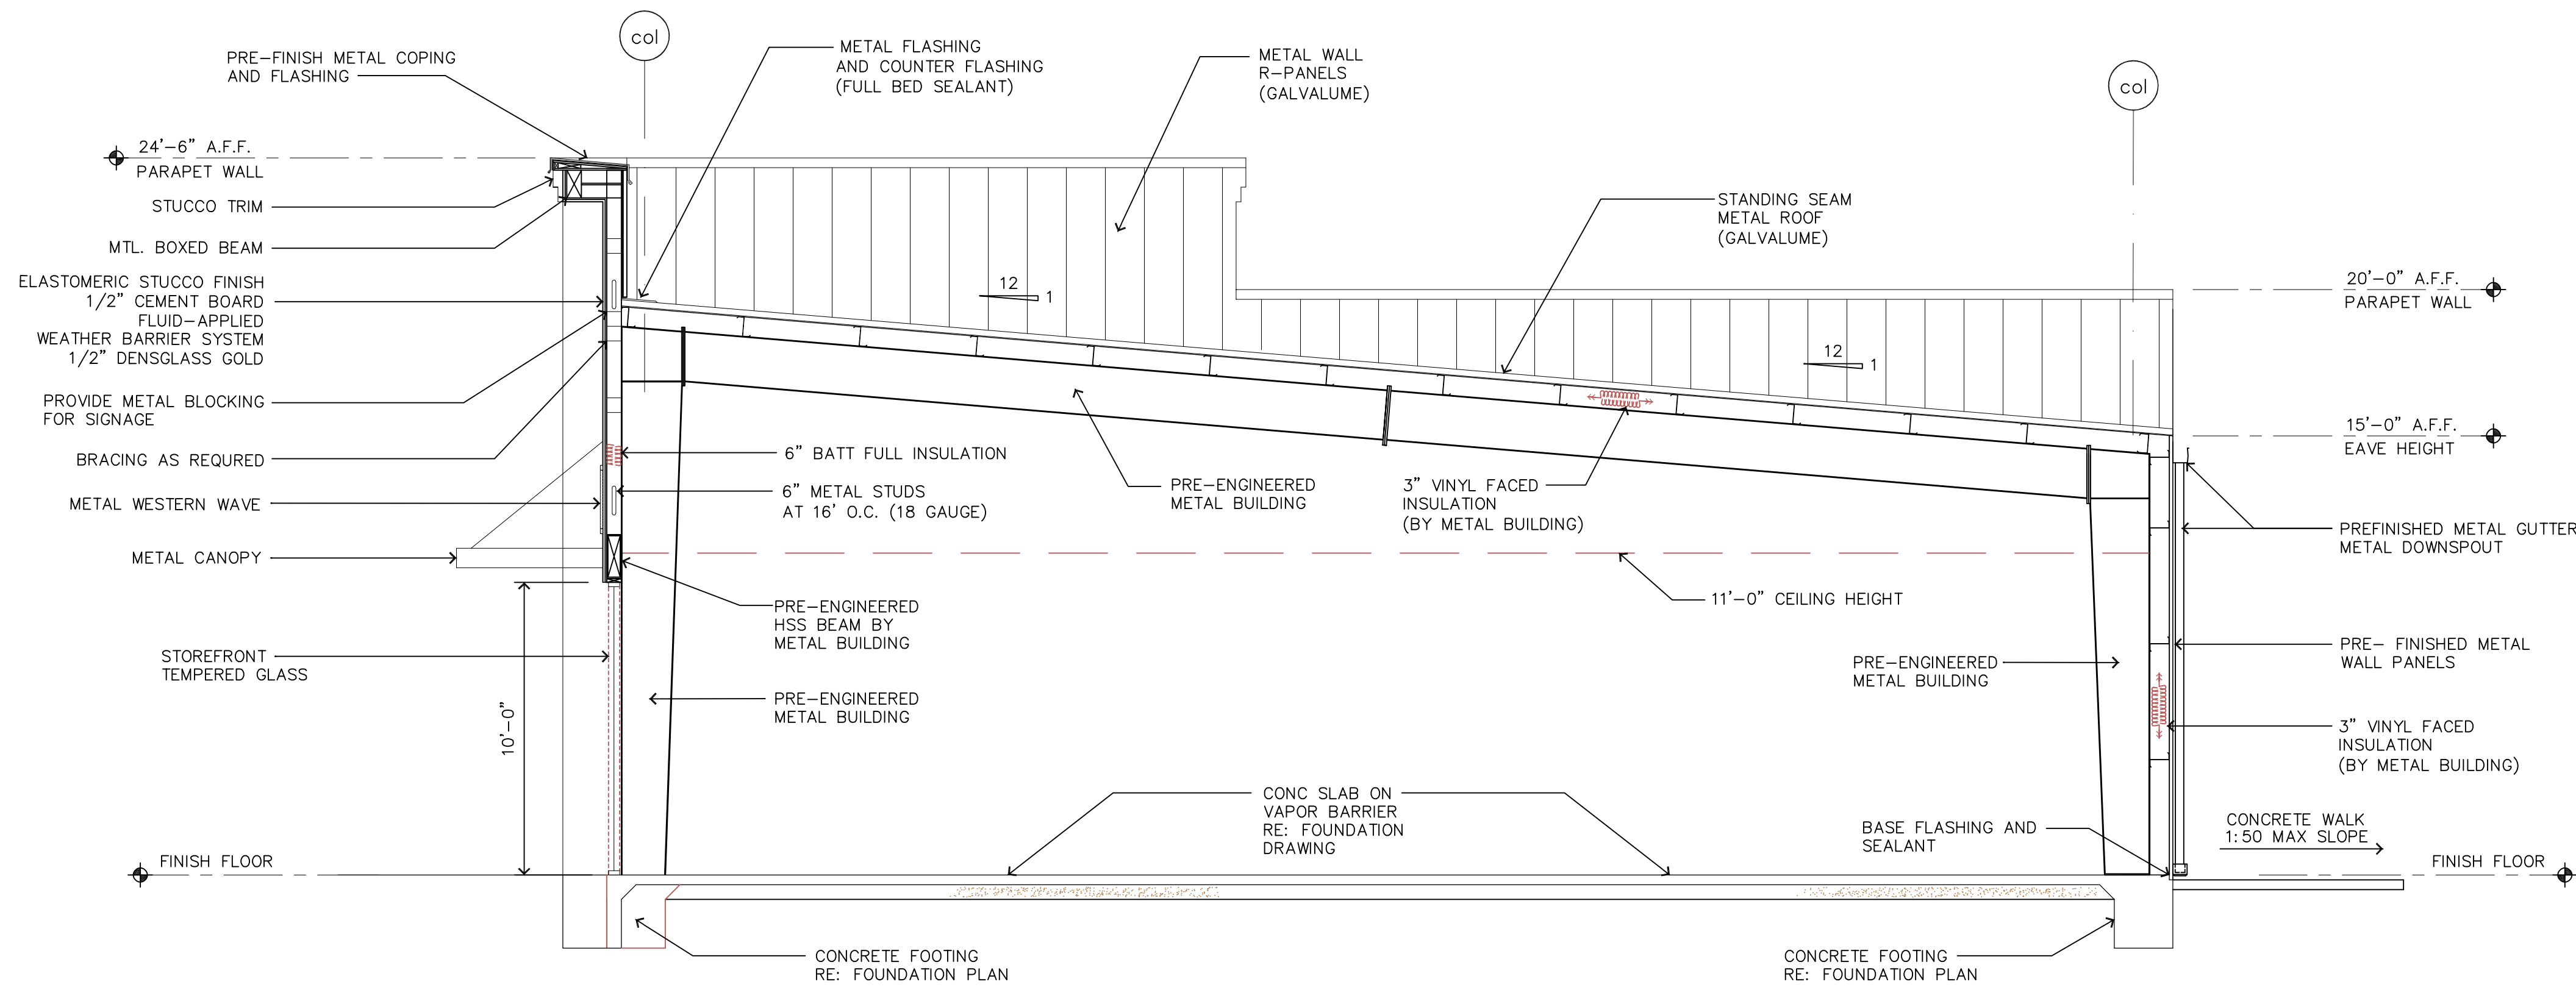 col
col
PRE-FINISH METAL COPING
AND FLASHING
METAL FLASHING
AND COUNTER FLASHING
(FULL BED SEALANT)
METAL WALL
R-PANELS
(GALVALUME)
24'-6" A.F.F.
PARAPET WALL
STUCCO TRIM
MTL. BOXED BEAM
ELASTOMERIC STUCCO FINISH
1/2" CEMENT BOARD
FLUID-APPLIED
WEATHER BARRIER SYSTEM
1/2" DENSGLASS GOLD
PROVIDE METAL BLOCKING
FOR SIGNAGE
BRACING AS REQURED
METAL WESTERN WAVE
METAL CANOPY
STOREFRONT
TEMPERED GLASS
10'-0"
FINISH FLOOR
12
1
STANDING SEAM
METAL ROOF
(GALVALUME)
12
1
6" BATT FULL INSULATION
6" METAL STUDS
AT 16' O.C. (18 GAUGE)
PRE-ENGINEERED
METAL BUILDING
3" VINYL FACED
INSULATION
(BY METAL BUILDING)
11'-0" CEILING HEIGHT
PRE-ENGINEERED
HSS BEAM BY
METAL BUILDING
PRE-ENGINEERED
METAL BUILDING
PRE-ENGINEERED
METAL BUILDING
CONC SLAB ON
VAPOR BARRIER
RE: FOUNDATION
DRAWING
BASE FLASHING AND
SEALANT
CONCRETE FOOTING
RE: FOUNDATION PLAN
CONCRETE FOOTING
RE: FOUNDATION PLAN
20'-0" A.F.F.
PARAPET WALL
15'-0" A.F.F.
EAVE HEIGHT
PREFINISHED METAL GUTTER
METAL DOWNSPOUT
PRE- FINISHED METAL
WALL PANELS
3" VINYL FACED
INSULATION
(BY METAL BUILDING)
CONCRETE WALK
1:50 MAX SLOPE
FINISH FLOOR